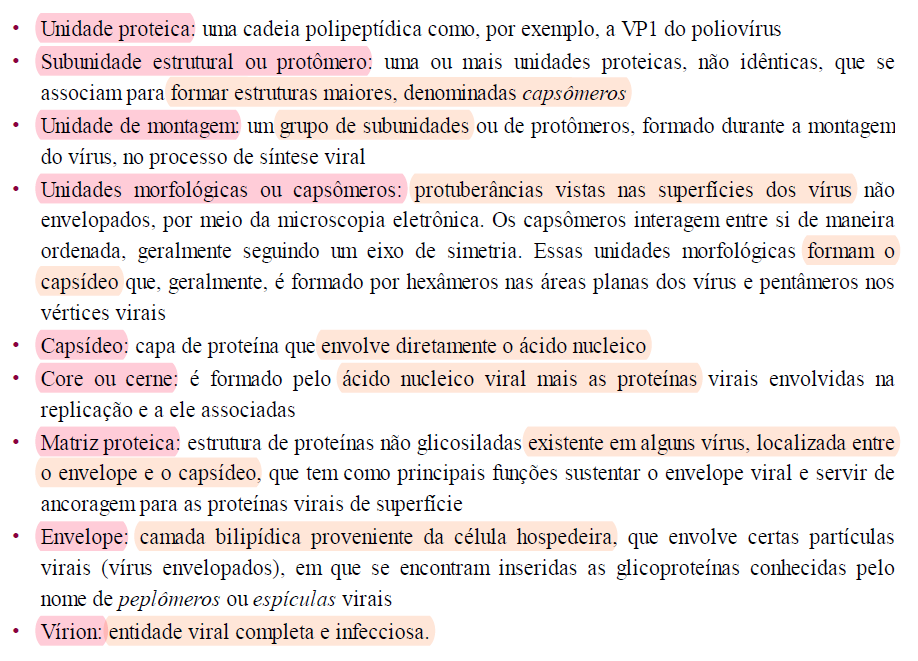 • Unidade proteica: uma cadeia polipeptídica como, por exemplo, a VP1 do poliovírus
• Subunidade estrutural ou protômero: uma ou mais unidades proteicas, não idênticas, que se
associam para formar estruturas maiores, denominadas capsômeros
• Unidade de montagem: um grupo de subunidades ou de protômeros, formado durante a montagem
do vírus, no processo de síntese viral
• Unidades morfológicas ou capsômeros: protuberâncias vistas nas superfícies dos vírus não
envelopados, por meio da microscopia eletrônica. Os capsômeros interagem entre si de maneira
ordenada, geralmente seguindo um eixo de simetria. Essas unidades morfológicas formam o
capsídeo que, geralmente, é formado por hexâmeros nas áreas planas dos vírus e pentâmeros nos
vértices virais
• Capsídeo: capa de proteína que envolve diretamente o ácido nucleico
• Core ou cerne: é formado pelo ácido nucleico viral mais as proteínas virais envolvidas na
replicação e a ele associadas
• Matriz proteica: estrutura de proteínas não glicosiladas existente em alguns vírus, localizada entre
o envelope e o capsídeo, que tem como principais funções sustentar o envelope viral e servir de
ancoragem para as proteínas virais de superfície
• Envelope: camada bilipídica proveniente da célula hospedeira, que envolve certas partículas
virais (vírus envelopados), em que se encontram inseridas as glicoproteínas conhecidas pelo
nome de peplômeros ou espículas virais
• Vírion: entidade viral completa e infecciosa.